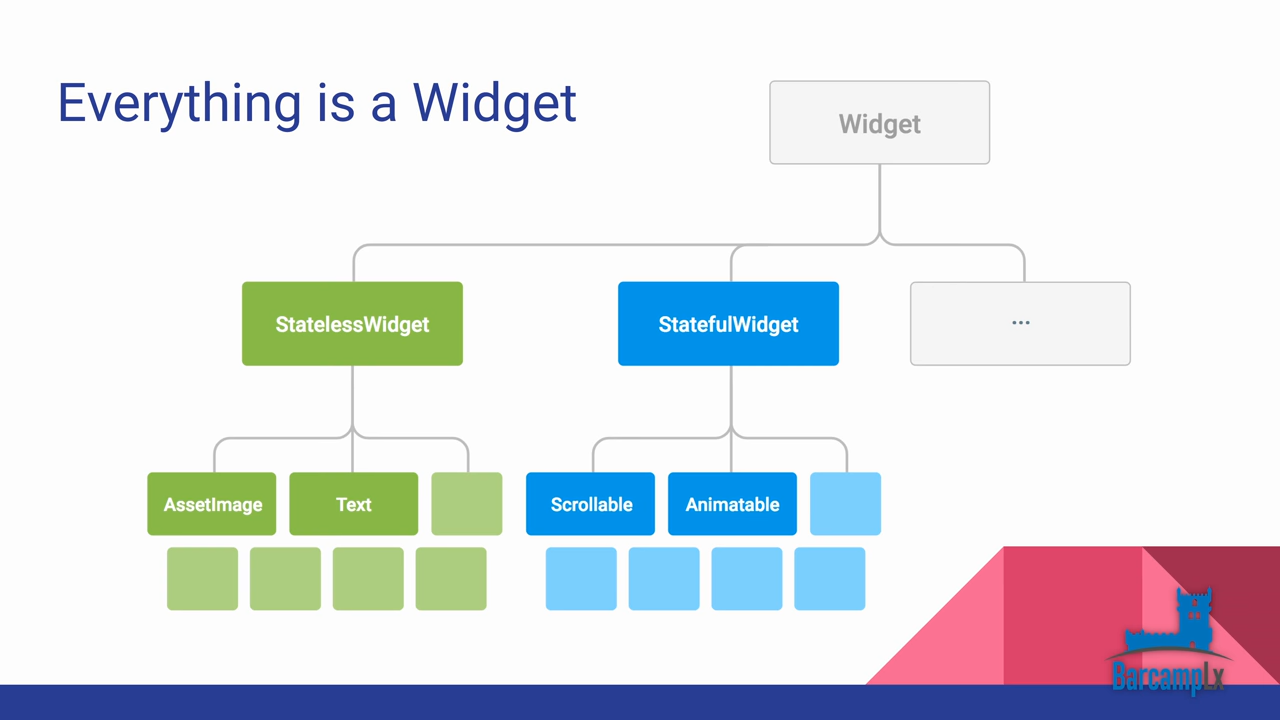 Everything is a Widget
Widget
StatelessWidget
StatefulWidget
...
AssetImage
Text
Scrollable
Animatable
BarcampLx